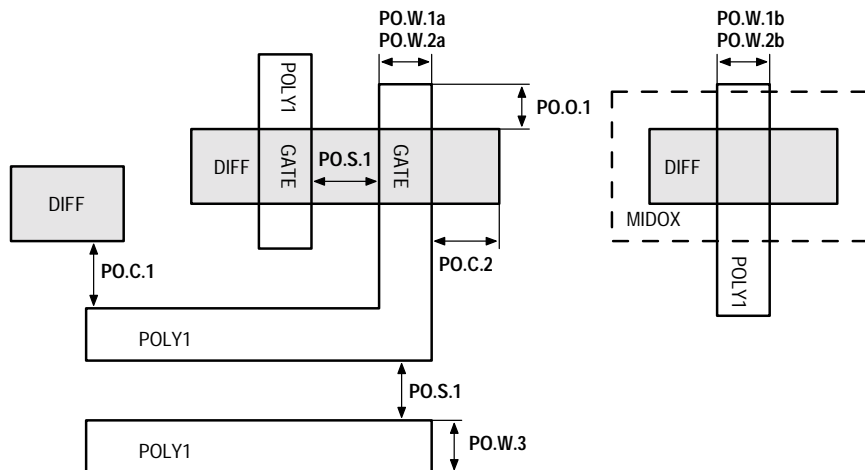 PO.W.1a
PO.W.2a
PO.W.1b
PO.W.2b
POLY1
PO.O.1
DIFF
GATE
PO.S.1
GATE
DIFF
DIFF
MIDOX
PO.C.1
PO.C.2
POLY1
POLY1
PO.S.1
POLY1
PO.W.3